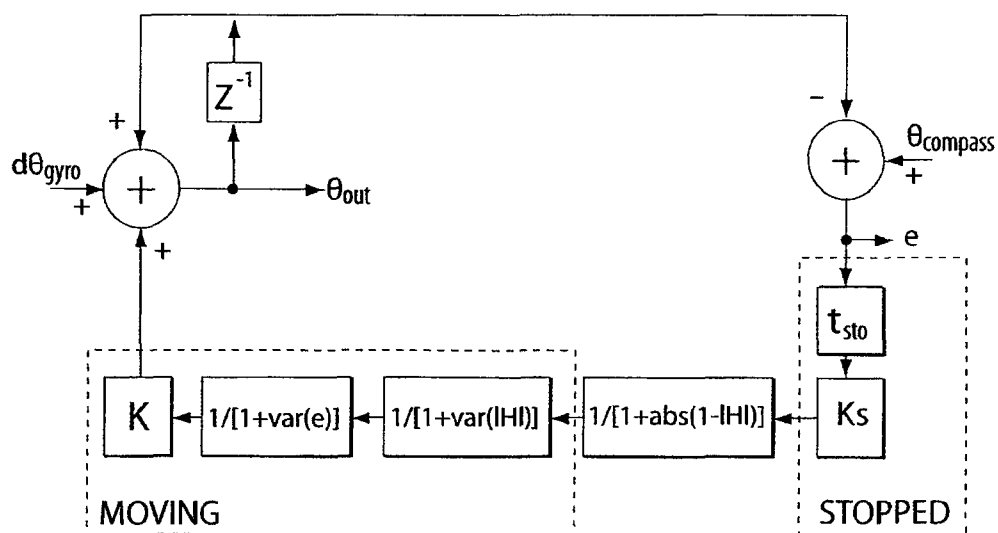 Z⁻¹
−
+
dθgyro
+
+
θout
+
+
θcompass
+
e
tsto
K
1/[1+var(e)]
1/[1+var(|H|)]
1/[1+abs(1-|H|)]
Ks
MOVING
STOPPED